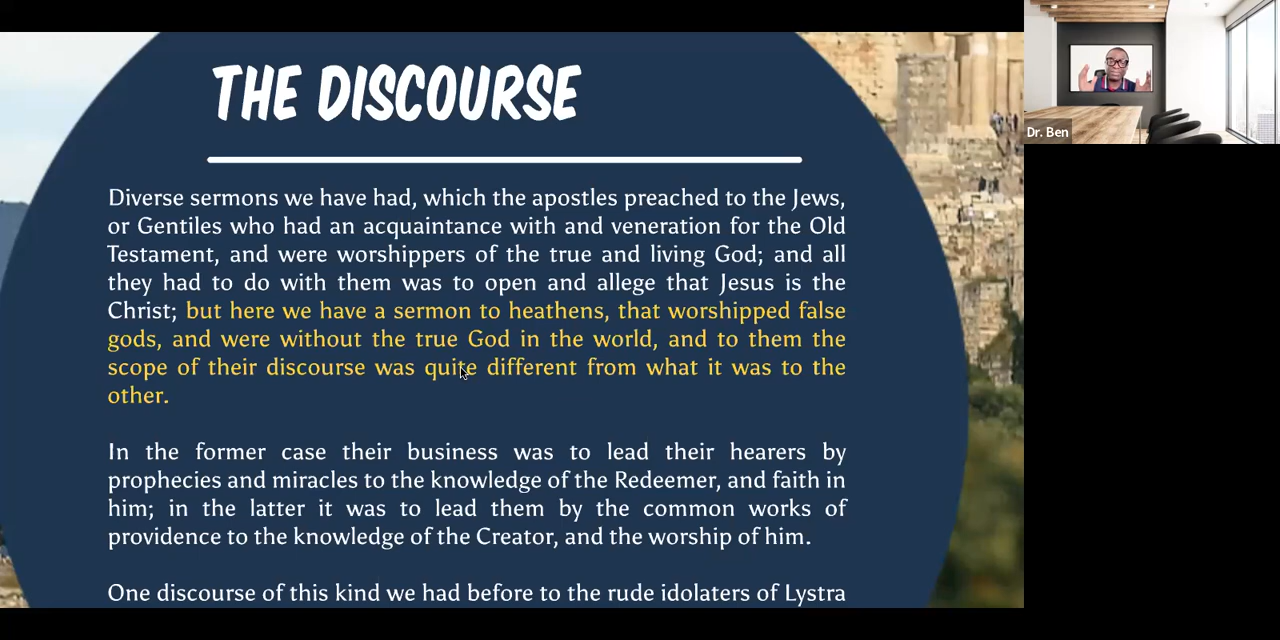 THE DISCOURSE
Diverse sermons we have had, which the apostles preached to the Jews,
or Gentiles who had an acquaintance with and veneration for the Old
Testament, and were worshippers of the true and living God; and all
they had to do with them was to open and allege that Jesus is the
Christ; but here we have a sermon to heathens, that worshipped false
gods, and were without the true God in the world, and to them the
scope of their discourse was quite different from what it was to the
other.
In the former case their business was to lead their hearers by
prophecies and miracles to the knowledge of the Redeemer, and faith in
him; in the latter it was to lead them by the common works of
providence to the knowledge of the Creator, and the worship of him.
One discourse of this kind we had before to the rude idolaters of Lystra
Dr. Ben